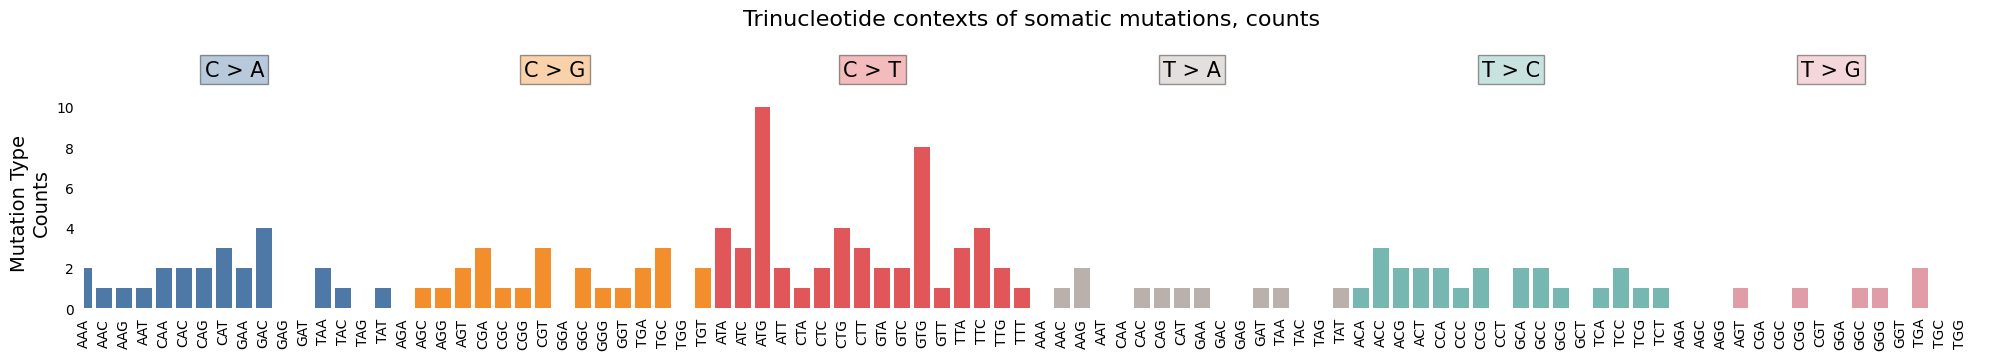 Trinucleotide contexts of somatic mutations, counts
C > A C > G C > T T > A T > C T > G
Mutation Type
Counts
10
8
6
4
2
0
AAA AAC AAG AAT CAA CAC CAG CAT GAA GAC GAG GAT TAA TAC TAG TAT AGA AGC AGG AGT CGA CGC CGG CGT GGA GGC GGG GGT TGA TGC TGG TGT ATA ATC ATG ATT CTA CTC CTG CTT GTA GTC GTG GTT TTA TTC TTG TTT AAA AAC AAG AAT CAA CAC CAG CAT GAA GAC GAG GAT TAA TAC TAG TAT ACA ACC ACG ACT CCA CCC CCG CCT GCA GCC GCG GCT TCA TCC TCG TCT AGA AGC AGG AGT CGA CGC CGG CGT GGA GGC GGG GGT TGA TGC TGG